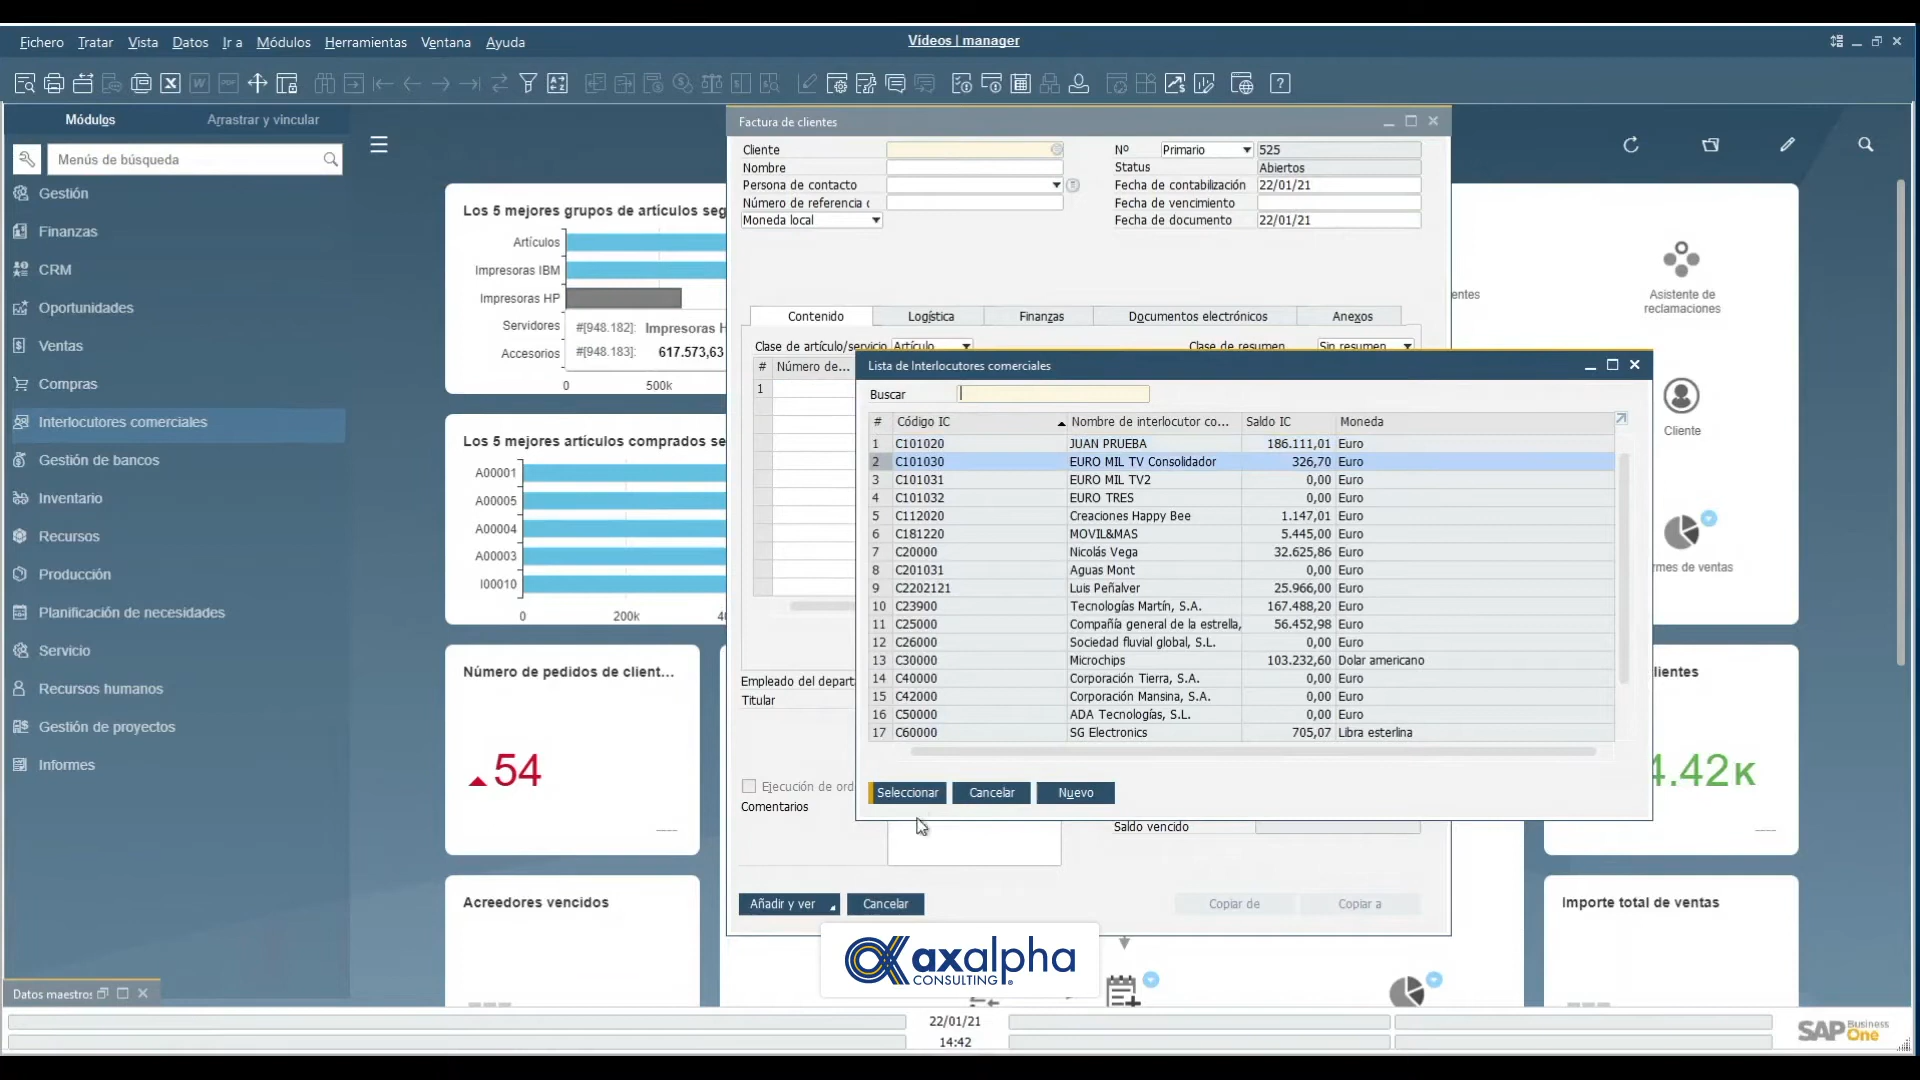 Fichero Tratar Vista Datos Ir a Módulos Herramientas Ventana Ayuda
Vídeos | manager
Módulos Arrastrar y vincular
Menús de búsqueda
Gestión
Finanzas
CRM
Oportunidades
Ventas
Compras
Interlocutores comerciales
Gestión de bancos
Inventario
Recursos
Producción
Planificación de necesidades
Servicio
Recursos humanos
Gestión de proyectos
Informes
Datos maestro:
Los 5 mejores grupos de artículos seg
Artículos
Impresoras IBM
Impresoras HP
Servidores
Accesorios
#[948.182]: Impresoras H
#[948.183]: 617.573,63
0 500k
Los 5 mejores artículos comprados se
A00001
A00005
A00004
A00003
I00010
0 200k 4
Número de pedidos de client...
54
Acreedores vencidos
Factura de clientes
Cliente
Nombre
Persona de contacto
Número de referencia c
Moneda local
Nº Primario 525
Status Abiertos
Fecha de contabilización 22/01/21
Fecha de vencimiento
Fecha de documento 22/01/21
Contenido Logística Finanzas Documentos electrónicos Anexos
Clase de artículo/servicio Artículo Clase de resumen Sin resumen
# Número de...
1
Empleado del depart
Titular
Ejecución de ord
Comentarios
Saldo vencido
Añadir y ver Cancelar Copiar de Copiar a
Lista de Interlocutores comerciales
Buscar
# Código IC Nombre de interlocutor co... Saldo IC Moneda
1 C101020 JUAN PRUEBA 186.111,01 Euro
2 C101030 EURO MIL TV Consolidador 326,70 Euro
3 C101031 EURO MIL TV2 0,00 Euro
4 C101032 EURO TRES 0,00 Euro
5 C112020 Creaciones Happy Bee 1.147,01 Euro
6 C181220 MOVIL&MAS 5.445,00 Euro
7 C20000 Nicolás Vega 32.625,86 Euro
8 C201031 Aguas Mont 0,00 Euro
9 C2202121 Luis Peñalver 25.966,00 Euro
10 C23900 Tecnologías Martín, S.A. 167.488,20 Euro
11 C25000 Compañía general de la estrella, 56.452,98 Euro
12 C26000 Sociedad fluvial global, S.L. 0,00 Euro
13 C30000 Microchips 103.232,60 Dolar americano
14 C40000 Corporación Tierra, S.A. 0,00 Euro
15 C42000 Corporación Mansina, S.A. 0,00 Euro
16 C50000 ADA Tecnologías, S.L. 0,00 Euro
17 C60000 SG Electronics 705,07 Libra esterlina
Seleccionar Cancelar Nuevo
entes
Asistente de
reclamaciones
Cliente
rmes de ventas
lientes
4.42K
Importe total de ventas
axalpha
CONSULTING
22/01/21
14:42
SAP Business
One